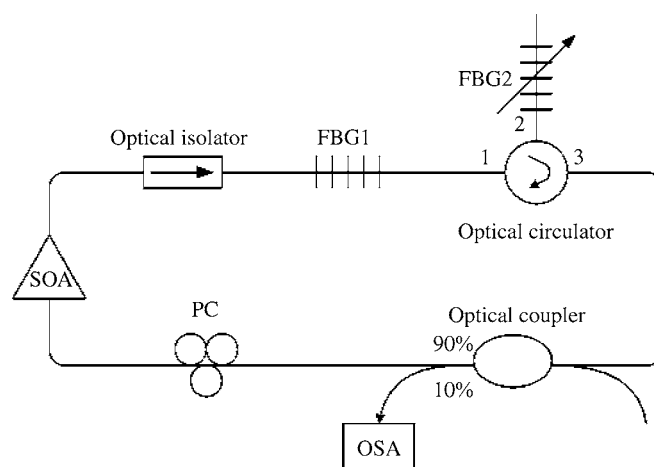 FBG2
2
Optical isolator
FBG1
1
3
Optical circulator
SOA
PC
Optical coupler
90%
10%
OSA